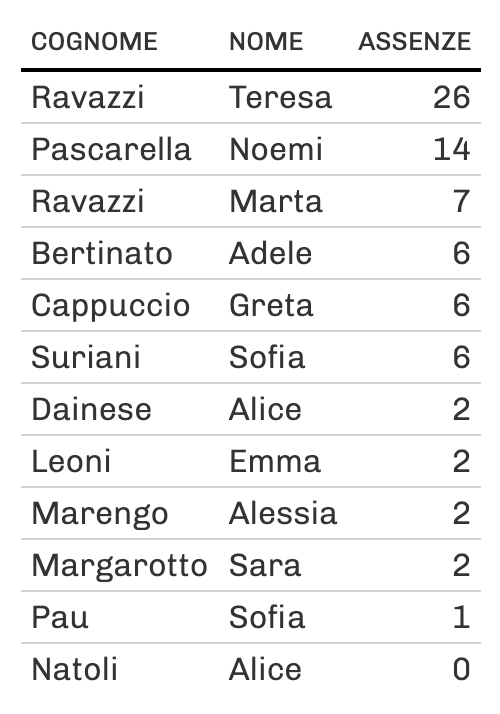 COGNOME NOME ASSENZE
Ravazzi Teresa 26
Pascarella Noemi 14
Ravazzi Marta 7
Bertinato Adele 6
Cappuccio Greta 6
Suriani Sofia 6
Dainese Alice 2
Leoni Emma 2
Marengo Alessia 2
Margarotto Sara 2
Pau Sofia 1
Natoli Alice 0